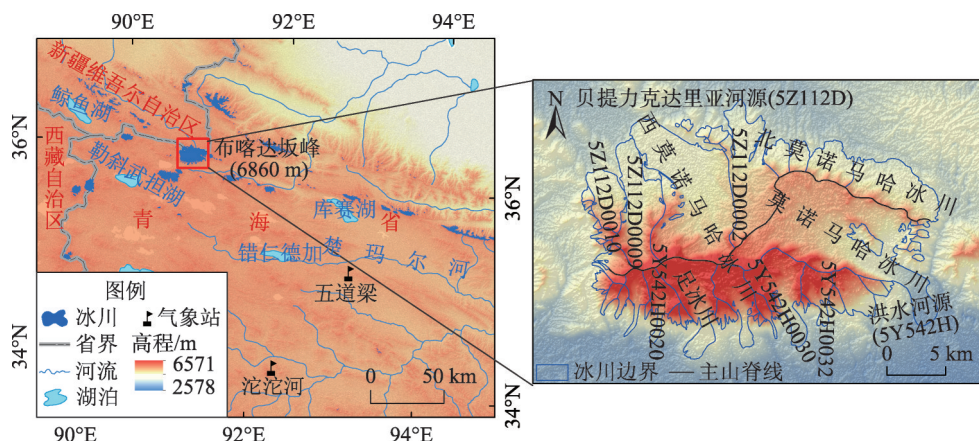 90°E
92°E
94°E
36°N
34°N
新疆维吾尔自治区
鲸鱼湖
西藏自治区
勒斜武担湖
布喀达坂峰
(6860 m)
青海省
库赛湖
错仁德加
楚玛尔河
五道梁
沱沱河
图例
冰川
气象站
省界
高程/m
河流
6571
2578
湖泊
0 50 km
90°E
92°E
94°E
36°N
34°N
N
贝提力克达里亚河源(5Z112D)
西莫诺马哈冰川
北莫诺马哈冰川
莫诺马哈冰川
5Z112D0010
5Z112D0009
5Z112D0002
足冰川
5Y542H0020
5Y542H0030
5Y542H0032
洪水河源
(5Y542H)
冰川边界
主山脊线
0 5 km